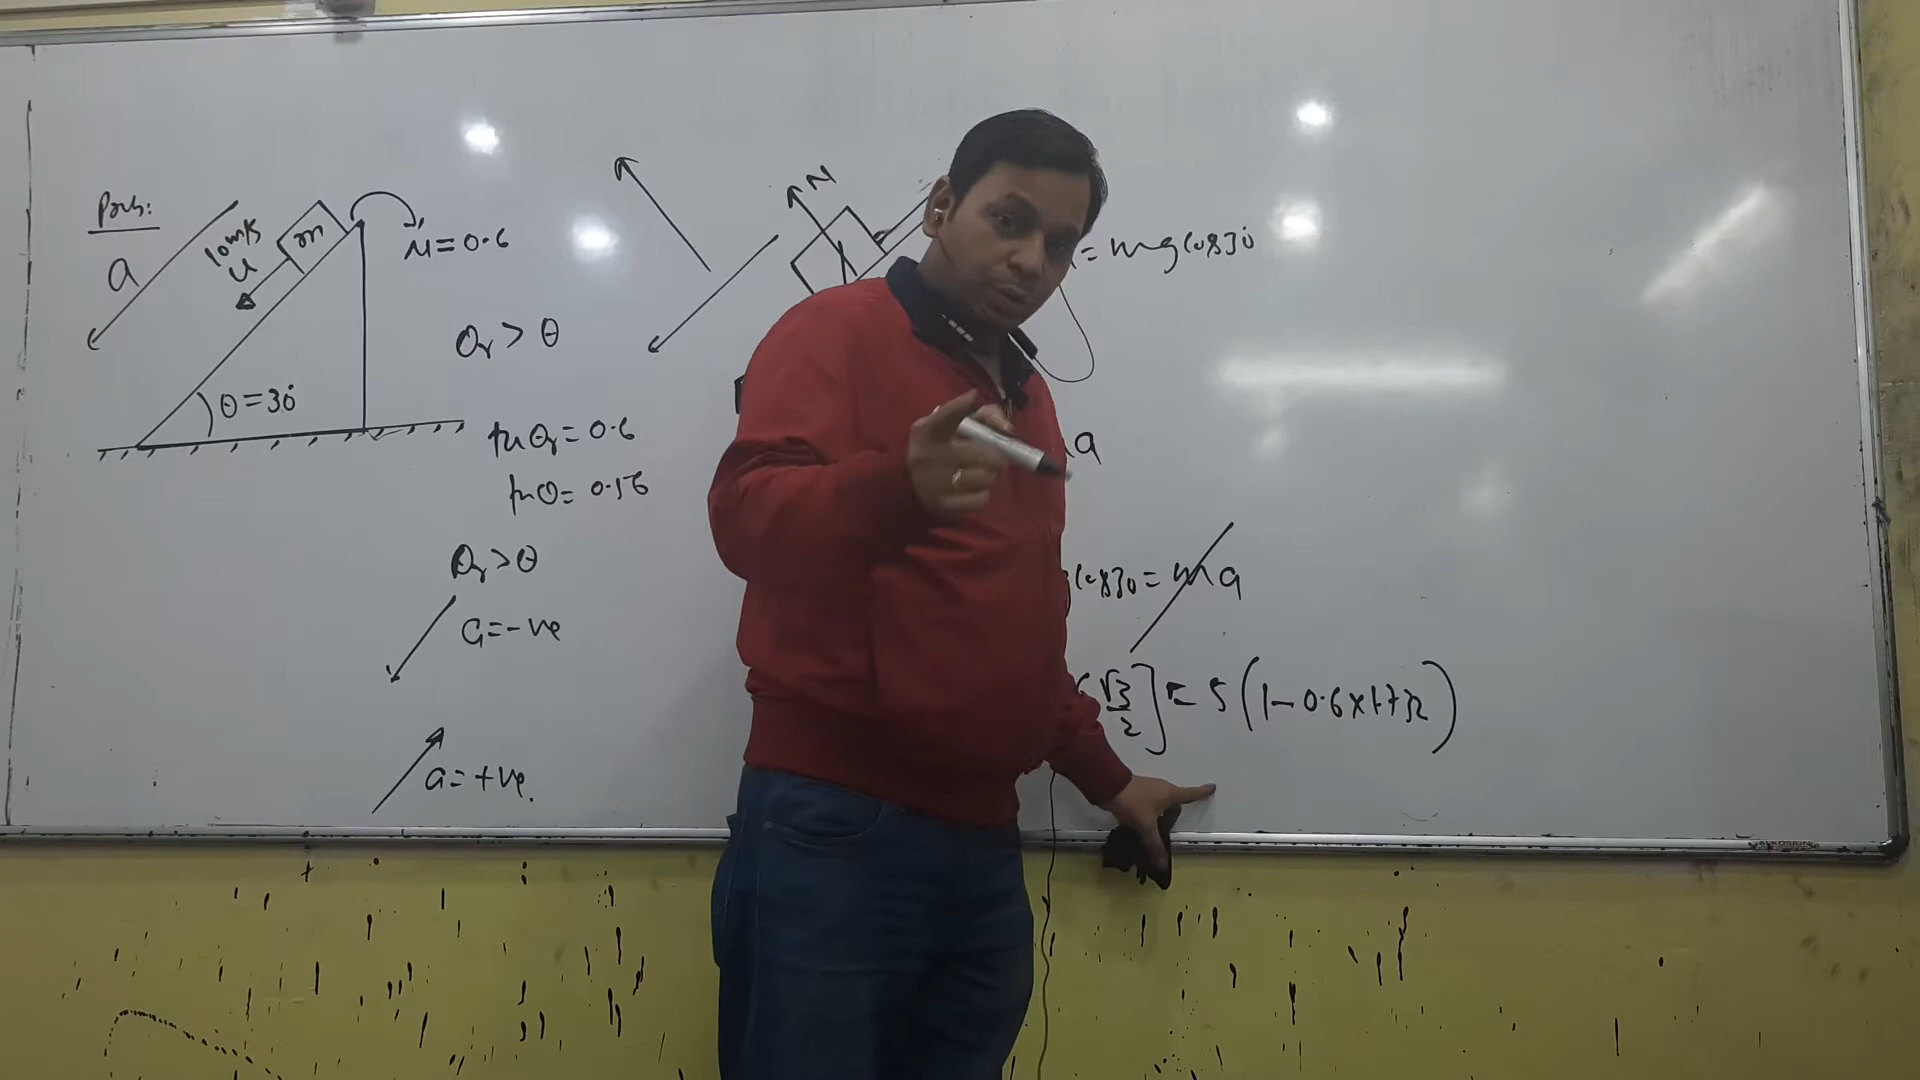 Prob:
a
10 m/s
u
m
μ = 0.6
θ = 30°
θr > θ
tan θr = 0.6
tan θ = 0.56
θr > θ
a = -ve
a = +ve.
N
= mg cos 30°
a
cos 30 = ma
√3/2] = 5 (1 - 0.6 × 1.732)